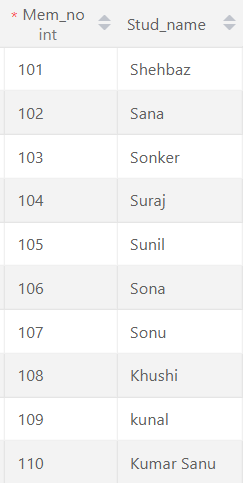 * Mem_no Stud_name
int
101 Shehbaz
102 Sana
103 Sonker
104 Suraj
105 Sunil
106 Sona
107 Sonu
108 Khushi
109 kunal
110 Kumar Sanu